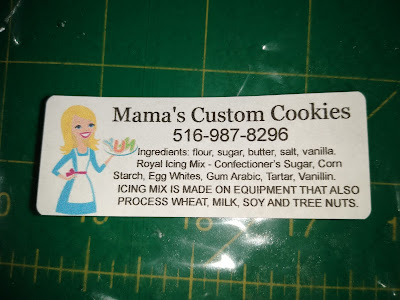 Mama's Custom Cookies
516-987-8296
Ingredients: flour, sugar, butter, salt, vanilla.
Royal Icing Mix - Confectioner's Sugar, Corn
Starch, Egg Whites, Gum Arabic, Tartar, Vanillin.
ICING MIX IS MADE ON EQUIPMENT THAT ALSO
PROCESS WHEAT, MILK, SOY AND TREE NUTS.